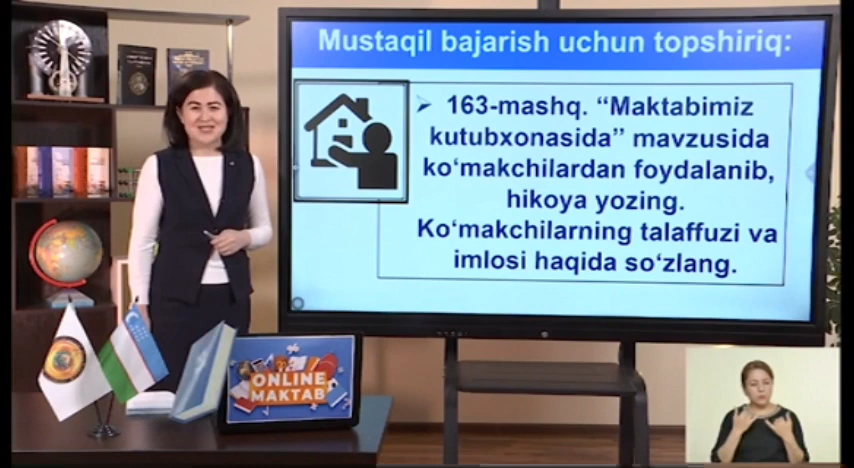 Mustaqil bajarish uchun topshiriq:
➢ 163-mashq. “Maktabimiz
kutubxonasida” mavzusida
ko‘makchilardan foydalanib,
hikoya yozing.
Ko‘makchilarning talaffuzi va
imlosi haqida so‘zlang.
ONLINE
MAKTAB